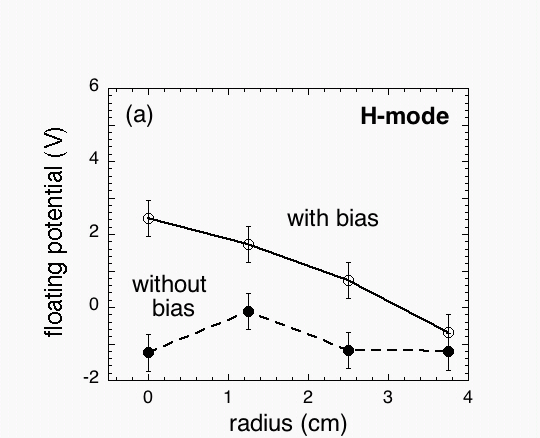 6
(a)
H-mode
4
with bias
2
without
bias
0
-2
0 1 2 3 4
floating potential (V)
radius (cm)